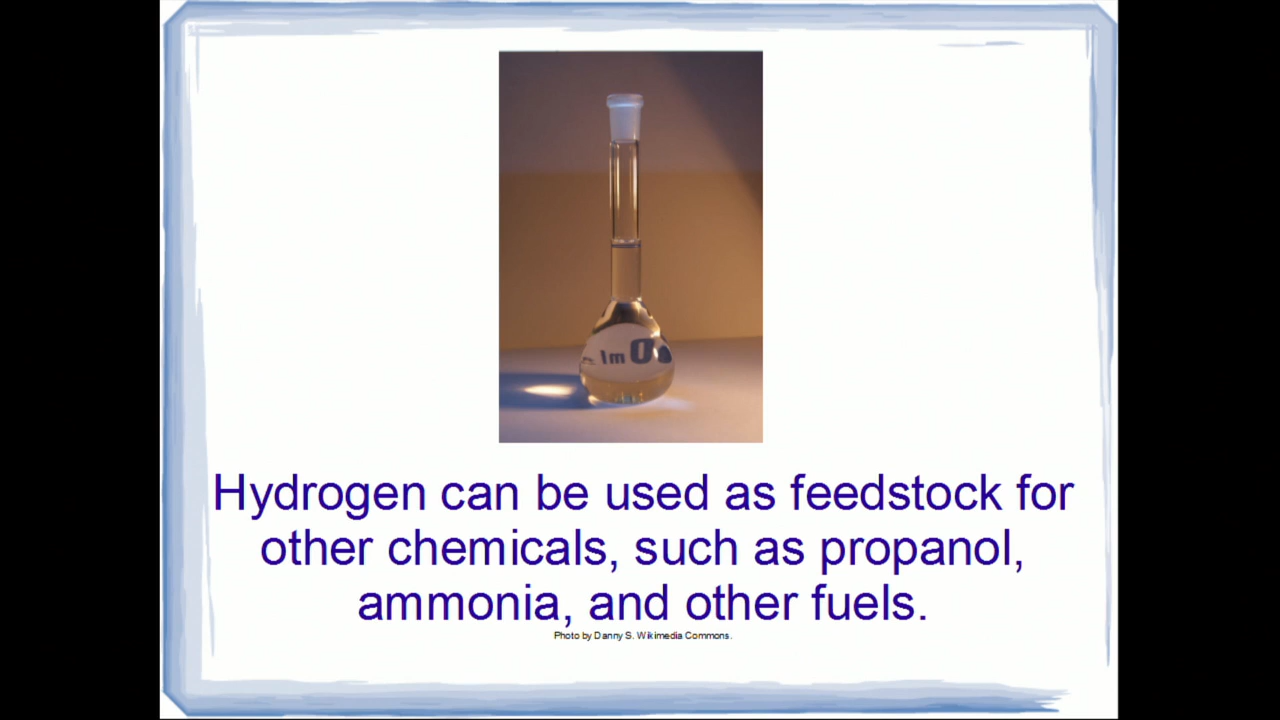 Hydrogen can be used as feedstock for
other chemicals, such as propanol,
ammonia, and other fuels.
Photo by Danny S. Wikimedia Commons.